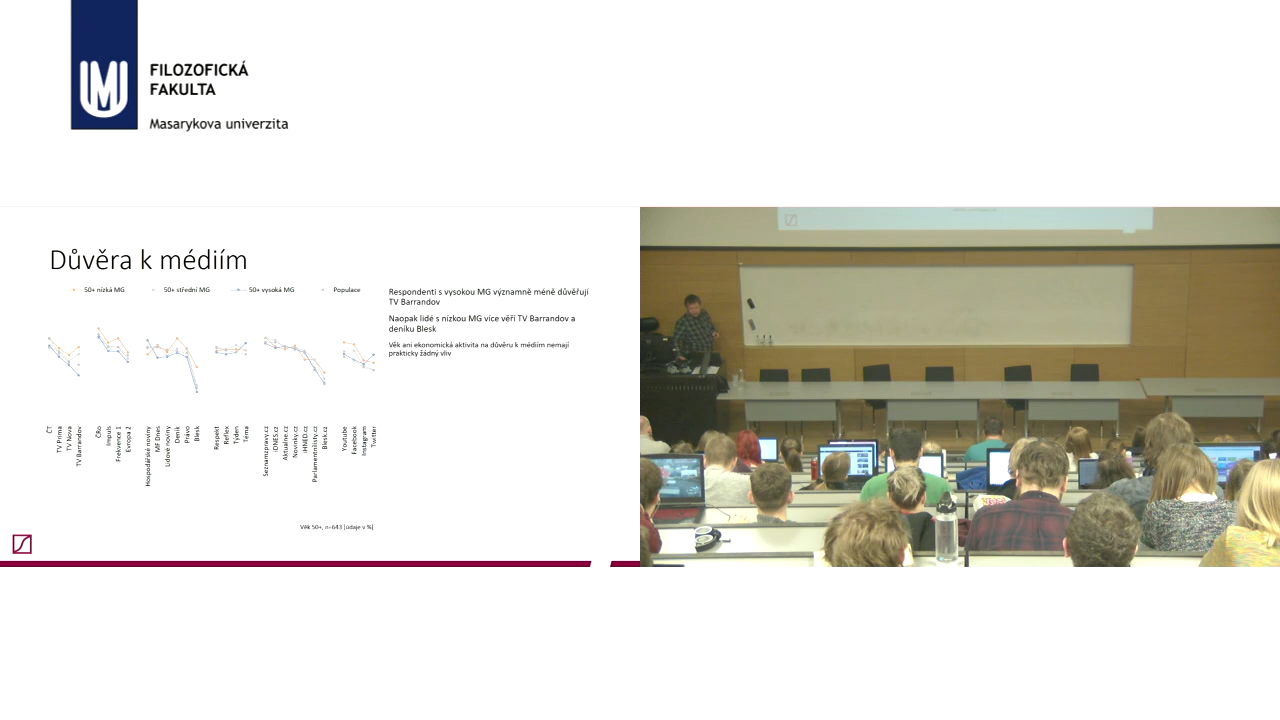 FILOZOFICKÁ
FAKULTA
Masarykova univerzita
Důvěra k médiím
50+ nízká MG
50+ střední MG
50+ vysoká MG
Populace
Respondenti s vysokou MG významně méně důvěřují
TV Barrandov
Naopak lidé s nízkou MG více věří TV Barrandov a
deníku Blesk
Věk ani ekonomická aktivita na důvěru k médiím nemají
prakticky žádný vliv
ČT
TV Prima
TV Nova
TV Barrandov
ČRo
Impuls
Frekvence 1
Evropa 2
Hospodářské noviny
MF Dnes
Lidové noviny
Deník
Právo
Blesk
Respekt
Reflex
Týden
Téma
Seznamzpravy.cz
iDNES.cz
Aktualne.cz
Novinky.cz
iHNED.cz
Parlamentnilisty.cz
Blesk.cz
Youtube
Facebook
Instagram
Twitter
Věk 50+, n=643 (údaje v %)